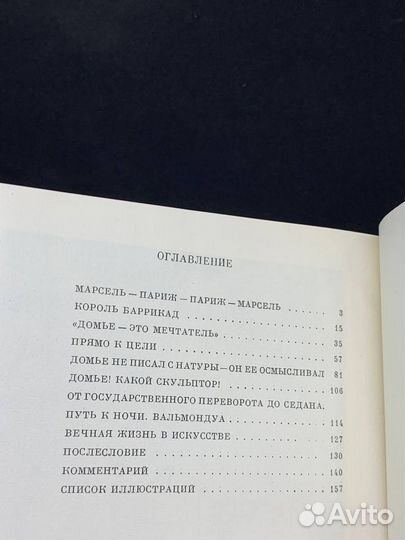 ОГЛАВЛЕНИЕ
МАРСЕЛЬ — ПАРИЖ — ПАРИЖ — МАРСЕЛЬ . . . . . . 3
КОРОЛЬ БАРРИКАД . . . . . . . . . . . . . . 15
«ДОМЬЕ — ЭТО МЕЧТАТЕЛЬ» . . . . . . . . . . 35
ПРЯМО К ЦЕЛИ . . . . . . . . . . . . . . . 57
ДОМЬЕ НЕ ПИСАЛ С НАТУРЫ — ОН ЕЕ ОСМЫСЛИВАЛ 81
ДОМЬЕ! КАКОЙ СКУЛЬПТОР! . . . . . . . . . . 106
ОТ ГОСУДАРСТВЕННОГО ПЕРЕВОРОТА ДО СЕДАНА.
ПУТЬ К НОЧИ. ВАЛЬМОНДУА . . . . . . . . . . 114
ВЕЧНАЯ ЖИЗНЬ В ИСКУССТВЕ . . . . . . . . . 127
ПОСЛЕСЛОВИЕ . . . . . . . . . . . . . . . 130
КОММЕНТАРИЙ . . . . . . . . . . . . . . . 140
СПИСОК ИЛЛЮСТРАЦИЙ . . . . . . . . . . . . 157
Avito